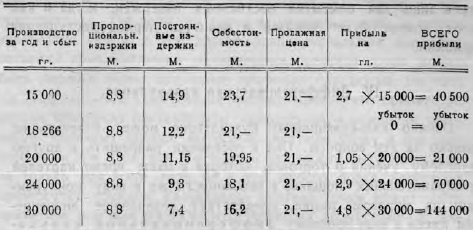 Производство за год и сбыт гг. | Пропорциональн. издержки М. | Постоянные издержки М. | Себестоимость М. | Продажная цена М. | Прибыль на гл. | ВСЕГО прибыли М.
15 000 8,8 14,9 23,7 21,— 2,7 × 15 000= 40 500
убыток убыток
18 266 8,8 12,2 21,— 21,— 0 = 0
20 000 8,8 11,15 19,95 21,— 1,05 × 20 000= 21 000
24 000 8,8 9,3 18,1 21,— 2,9 × 24 000= 70 000
30 000 8,8 7,4 16,2 21,— 4,8 × 30 000=144 000